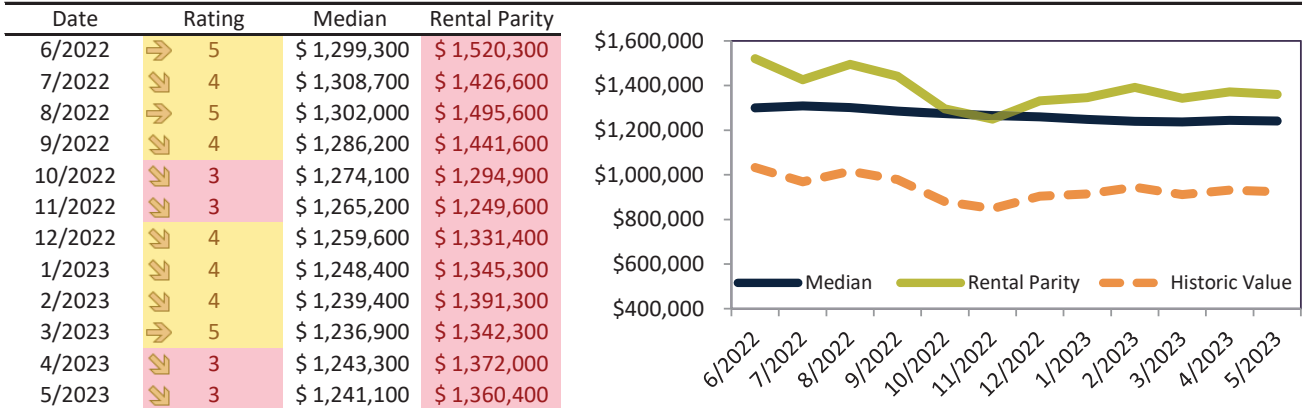 Date Rating Median Rental Parity
6/2022 5 $ 1,299,300 $ 1,520,300
7/2022 4 $ 1,308,700 $ 1,426,600
8/2022 5 $ 1,302,000 $ 1,495,600
9/2022 4 $ 1,286,200 $ 1,441,600
10/2022 3 $ 1,274,100 $ 1,294,900
11/2022 3 $ 1,265,200 $ 1,249,600
12/2022 4 $ 1,259,600 $ 1,331,400
1/2023 4 $ 1,248,400 $ 1,345,300
2/2023 4 $ 1,239,400 $ 1,391,300
3/2023 5 $ 1,236,900 $ 1,342,300
4/2023 3 $ 1,243,300 $ 1,372,000
5/2023 3 $ 1,241,100 $ 1,360,400
$1,600,000
$1,400,000
$1,200,000
$1,000,000
$800,000
$600,000
$400,000
Median Rental Parity Historic Value
6/2022 7/2022 8/2022 9/2022 10/2022 11/2022 12/2022 1/2023 2/2023 3/2023 4/2023 5/2023